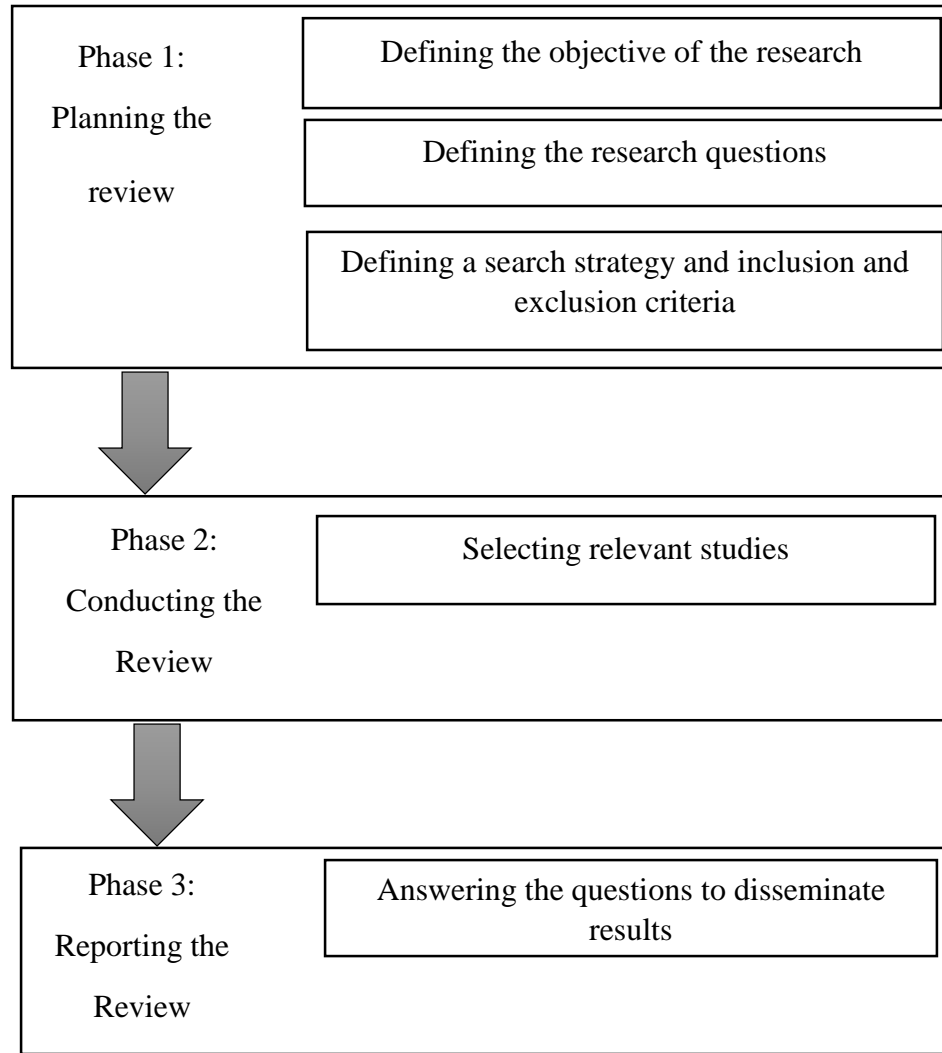 Phase 1:
Planning the
review
Defining the objective of the research
Defining the research questions
Defining a search strategy and inclusion and
exclusion criteria
Phase 2:
Conducting the
Review
Selecting relevant studies
Phase 3:
Reporting the
Review
Answering the questions to disseminate
results